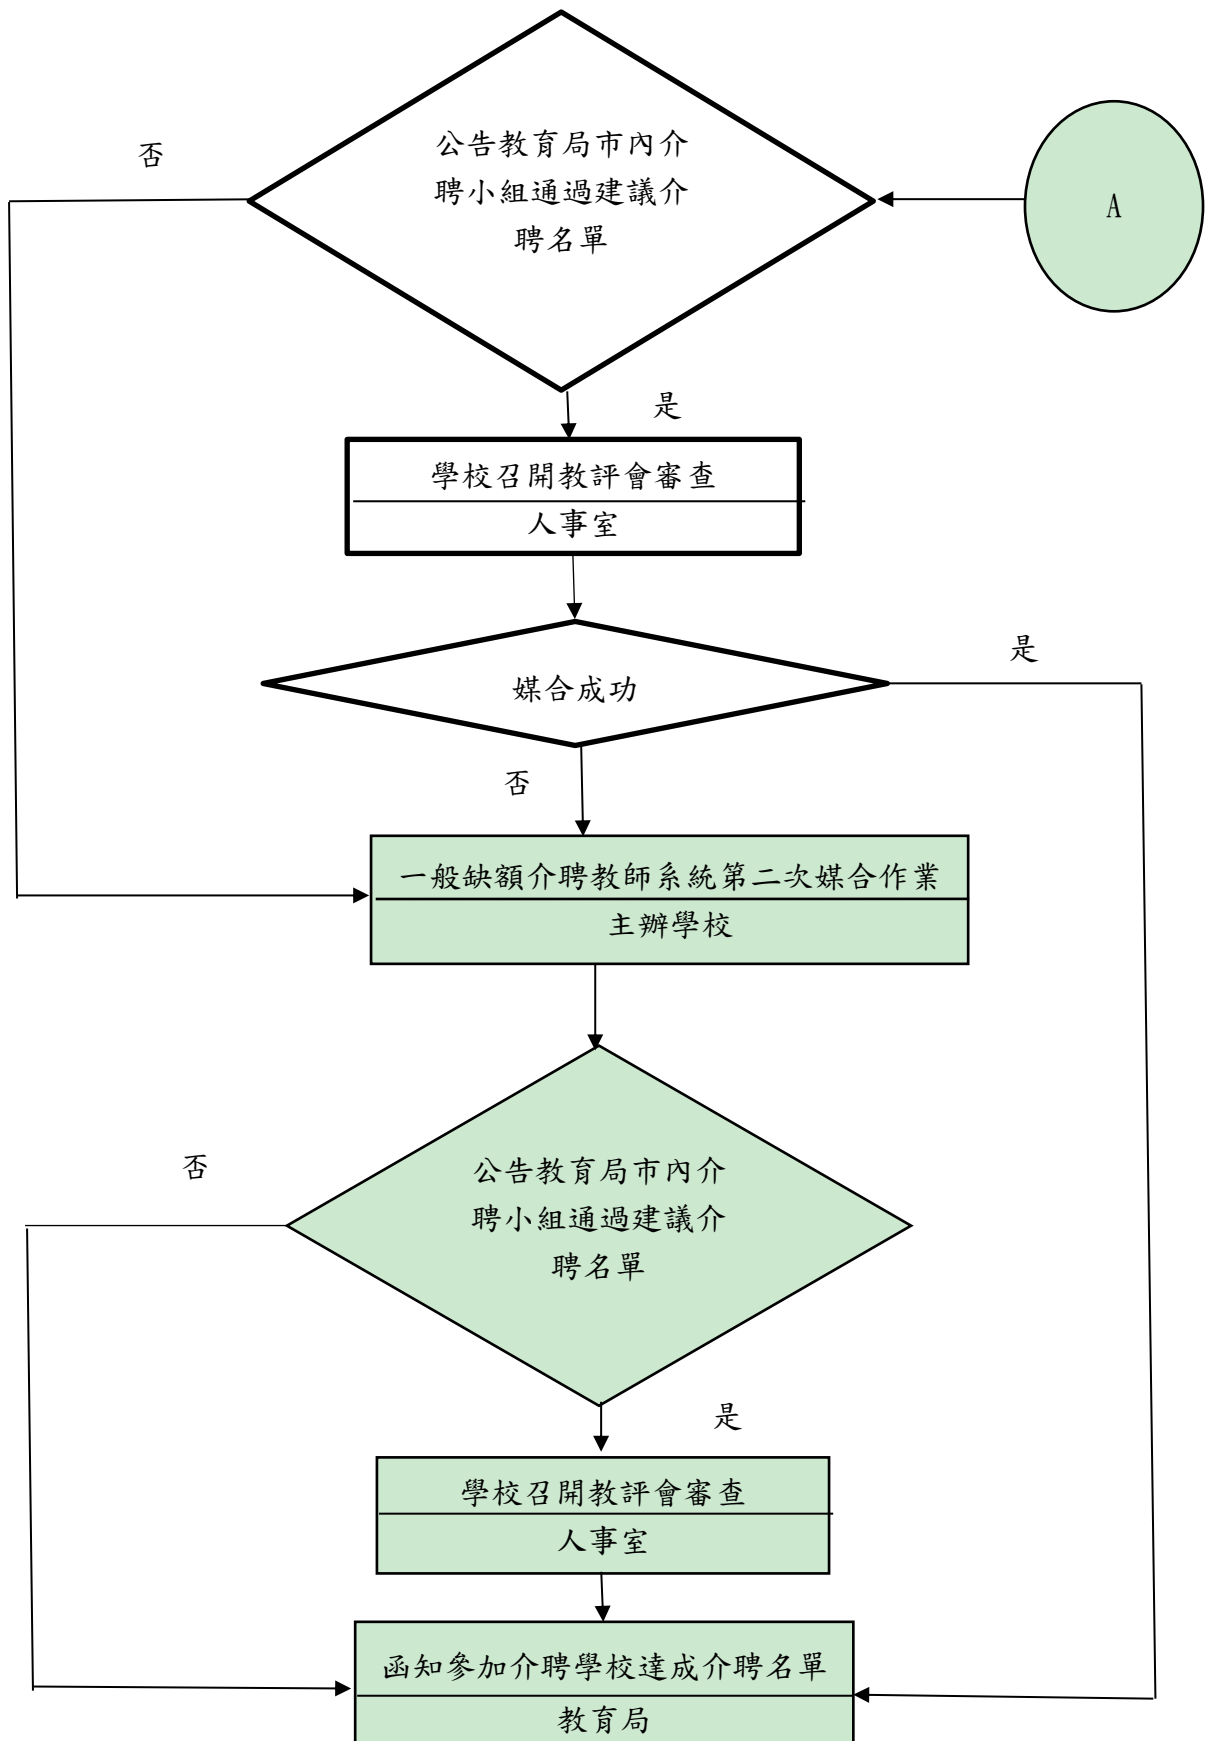 否
公告教育局市內介
聘小組通過建議介
聘名單
A
是
學校召開教評會審查
人事室
是
媒合成功
否
一般缺額介聘教師系統第二次媒合作業
主辦學校
否
公告教育局市內介
聘小組通過建議介
聘名單
是
學校召開教評會審查
人事室
函知參加介聘學校達成介聘名單
教育局